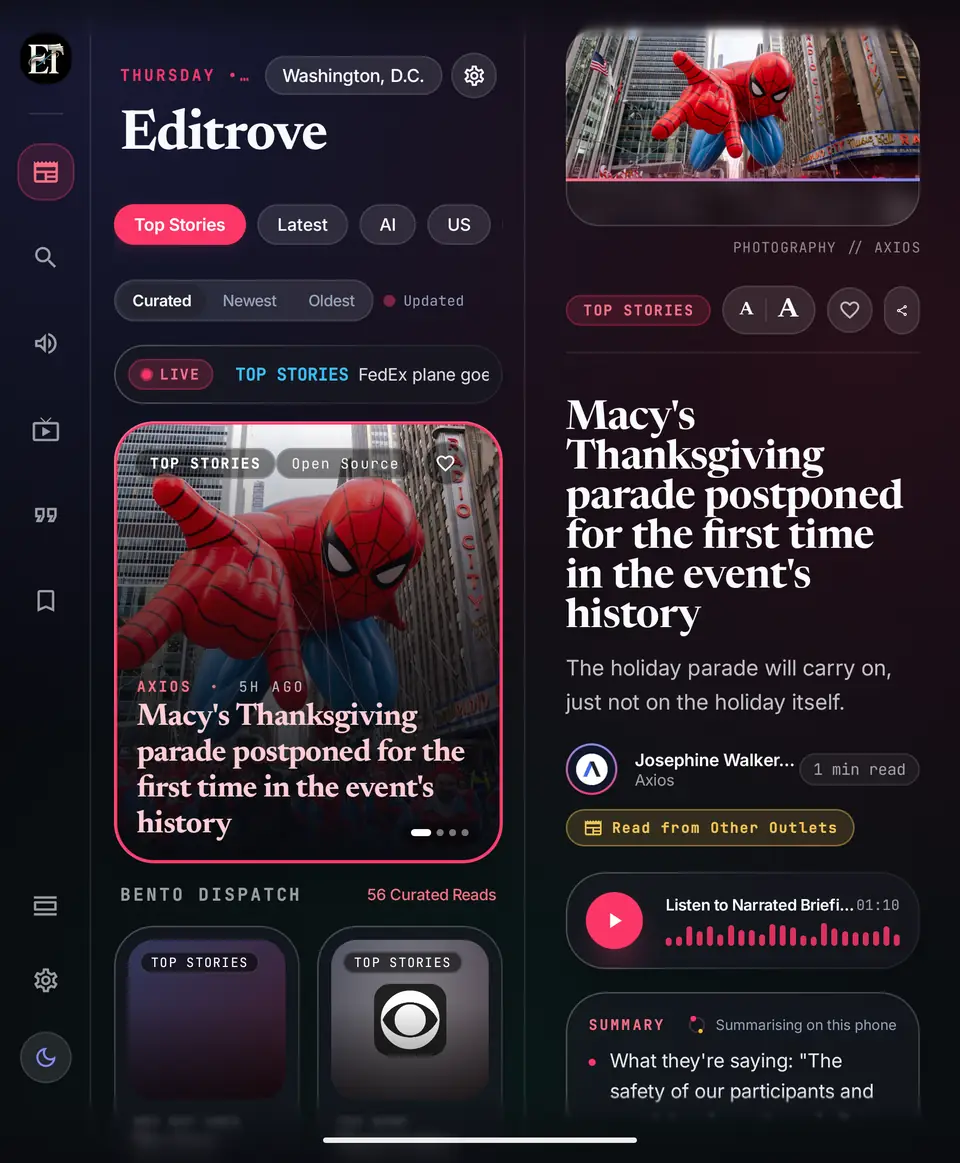 ET
THURSDAY •…
Washington, D.C.
Editrove
Top Stories
Latest
AI
US
Curated
Newest
Oldest
Updated
LIVE
TOP STORIES FedEx plane goe
TOP STORIES
Open Source
RADIO CITY
AXIOS • 5H AGO
Macy's Thanksgiving
parade postponed for the
first time in the event's
history
BENTO DISPATCH
56 Curated Reads
TOP STORIES
TOP STORIES
PHOTOGRAPHY // AXIOS
TOP STORIES
A
A
Macy's
Thanksgiving
parade postponed
for the first time
in the event's
history
The holiday parade will carry on,
just not on the holiday itself.
Josephine Walker…
Axios
1 min read
Read from Other Outlets
Listen to Narrated Briefi…
01:10
SUMMARY
Summarising on this phone
• What they're saying: "The
safety of our participants and